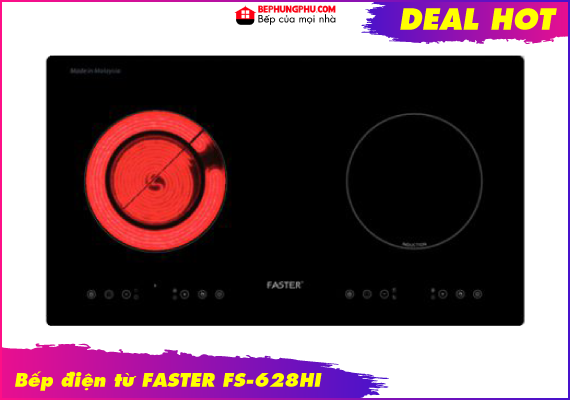 BEPHUNGPHU.COM
Bếp của mọi nhà
DEAL HOT
Made in Malaysia
INDUCTION
FASTER
Bếp điện từ FASTER FS-628HI